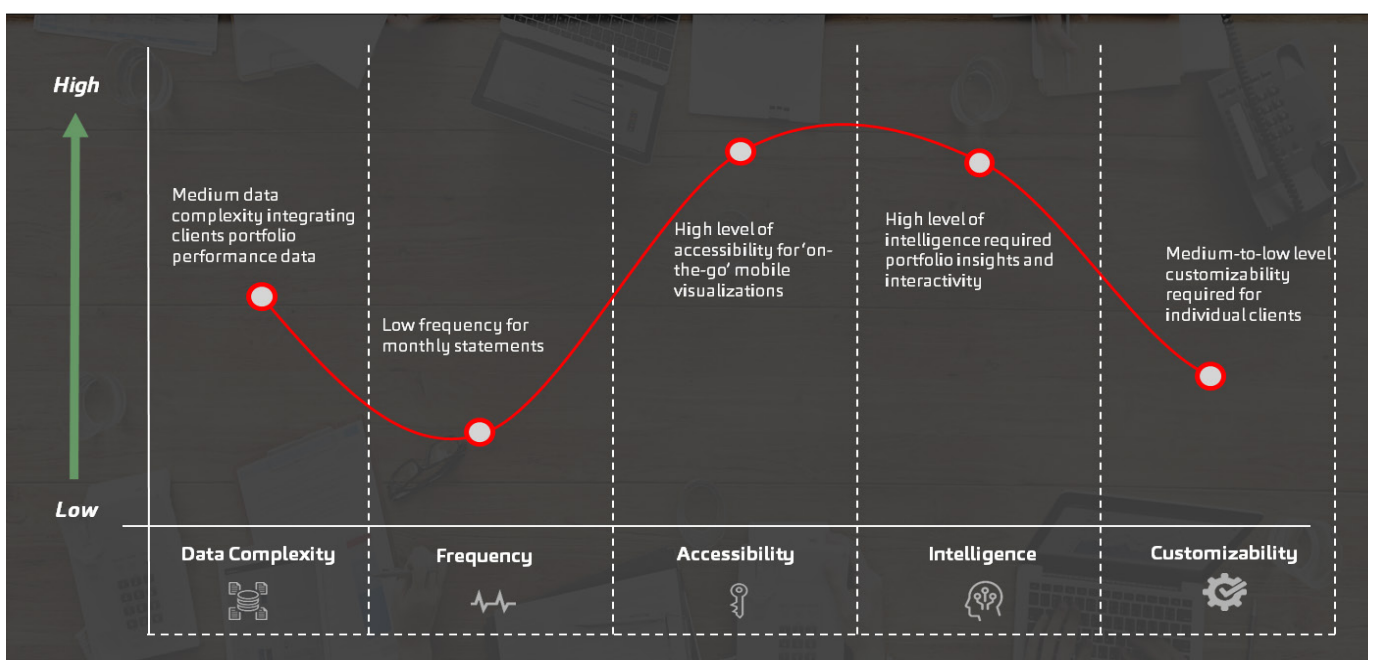 High
Medium data
complexity integrating
clients portfolio
performance data
Low frequency for
monthly statements
High level of
accessibility for ‘on-
the-go’ mobile
visualizations
High level of
intelligence required
portfolio insights and
interactivity
Medium-to-low level
customizability
required for
individual clients
Low
Data Complexity
Frequency
Accessibility
Intelligence
Customizability